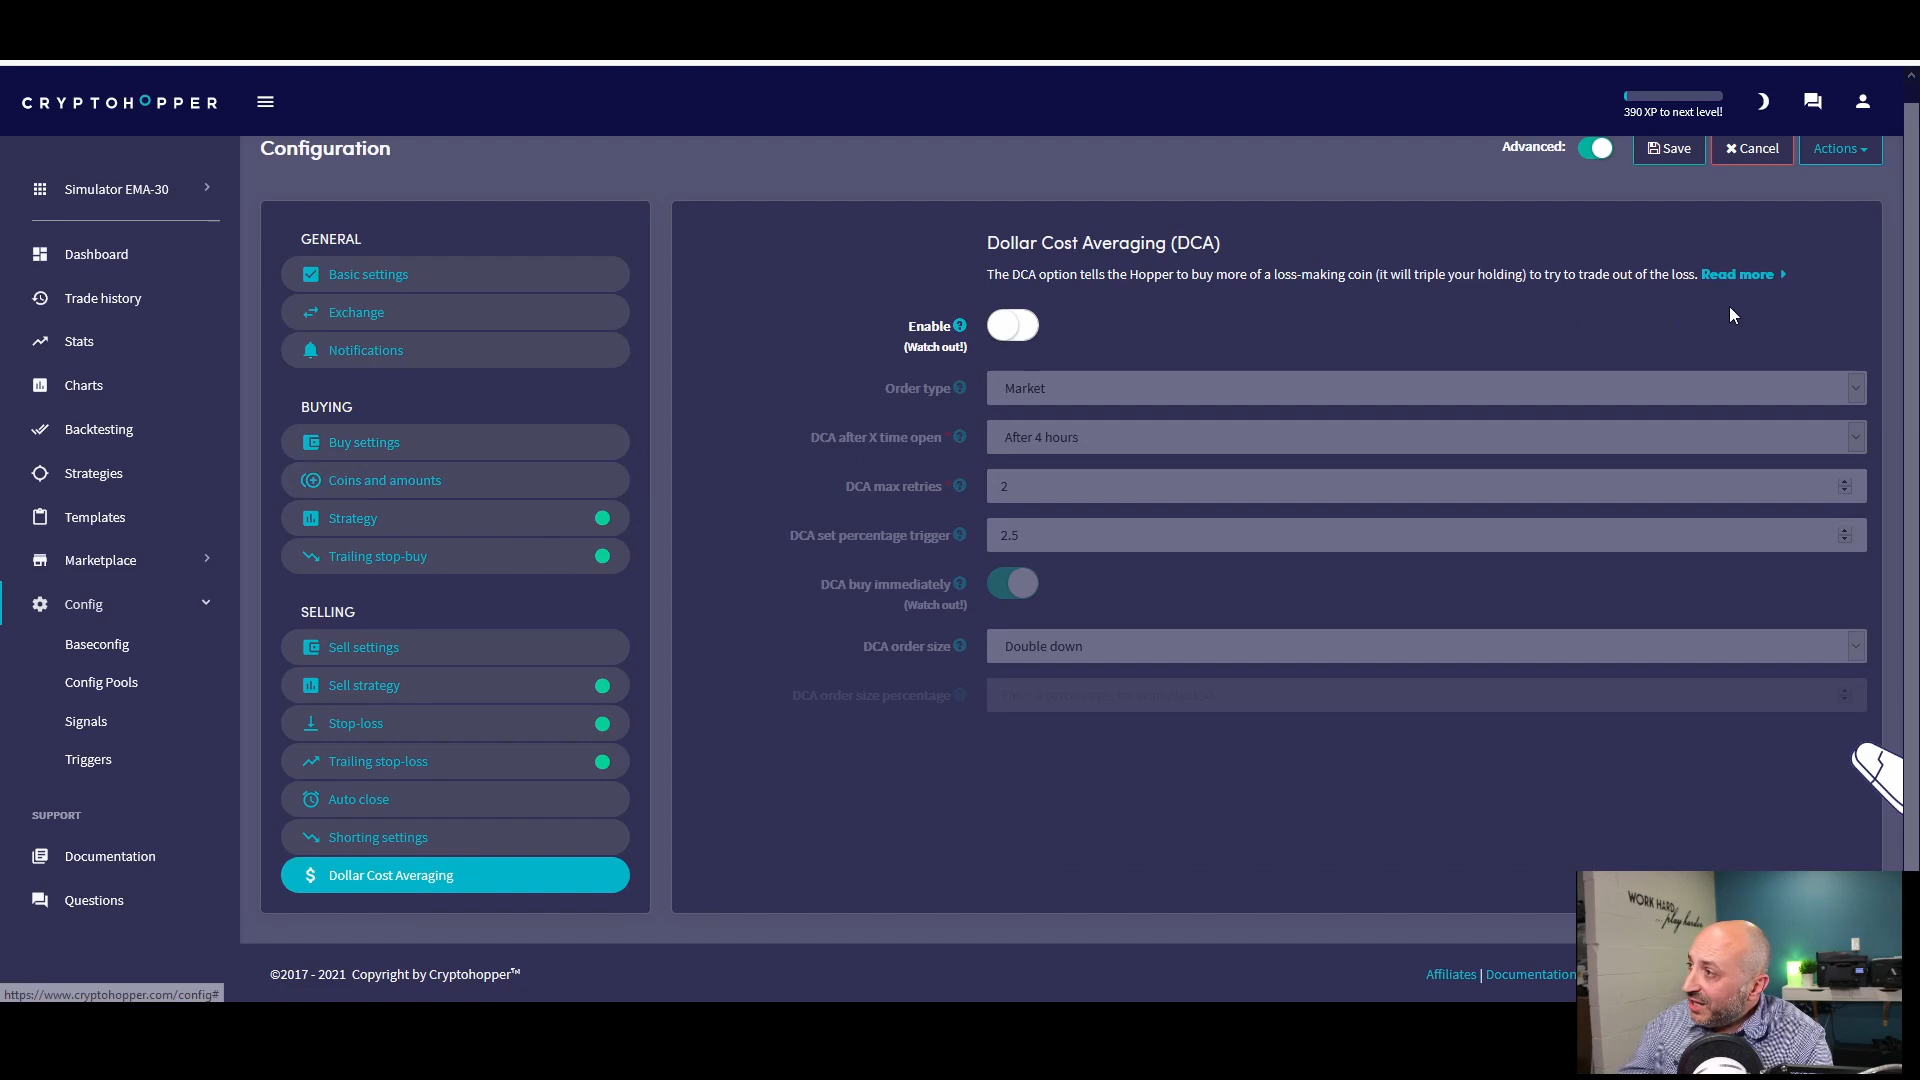 CRYPTOHOPPER
390 XP to next level!
Configuration
Advanced:
Save
Cancel
Actions
Simulator EMA-30
Dashboard
Trade history
Stats
Charts
Backtesting
Strategies
Templates
Marketplace
Config
Baseconfig
Config Pools
Signals
Triggers
SUPPORT
Documentation
Questions
GENERAL
Basic settings
Exchange
Notifications
BUYING
Buy settings
Coins and amounts
Strategy
Trailing stop-buy
SELLING
Sell settings
Sell strategy
Stop-loss
Trailing stop-loss
Auto close
Shorting settings
Dollar Cost Averaging
Dollar Cost Averaging (DCA)
The DCA option tells the Hopper to buy more of a loss-making coin (it will triple your holding) to try to trade out of the loss. Read more
Enable
(Watch out!)
Order type
Market
DCA after X time open *
After 4 hours
DCA max retries *
2
DCA set percentage trigger
2.5
DCA buy immediately
(Watch out!)
DCA order size
Double down
DCA order size percentage
©2017 - 2021 Copyright by Cryptohopper™
Affiliates | Documentation
https://www.cryptohopper.com/config#
WORK HARD
...play harder